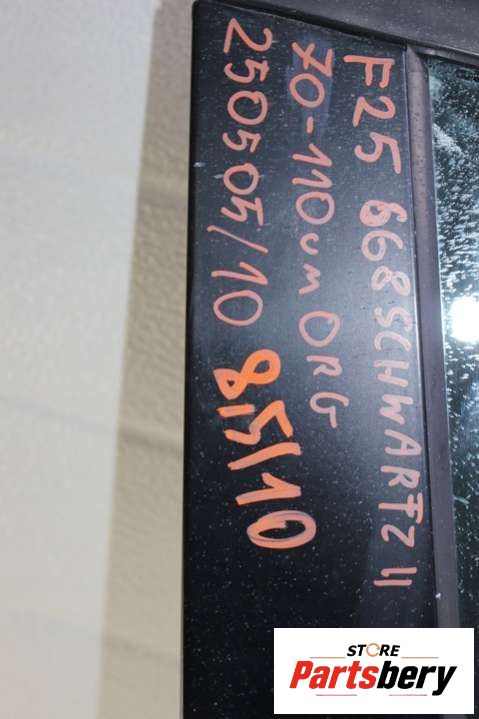 F25 668 SCHWARTZ II
70-110um ORG
250505/10 85/10
STORE
Partsbery